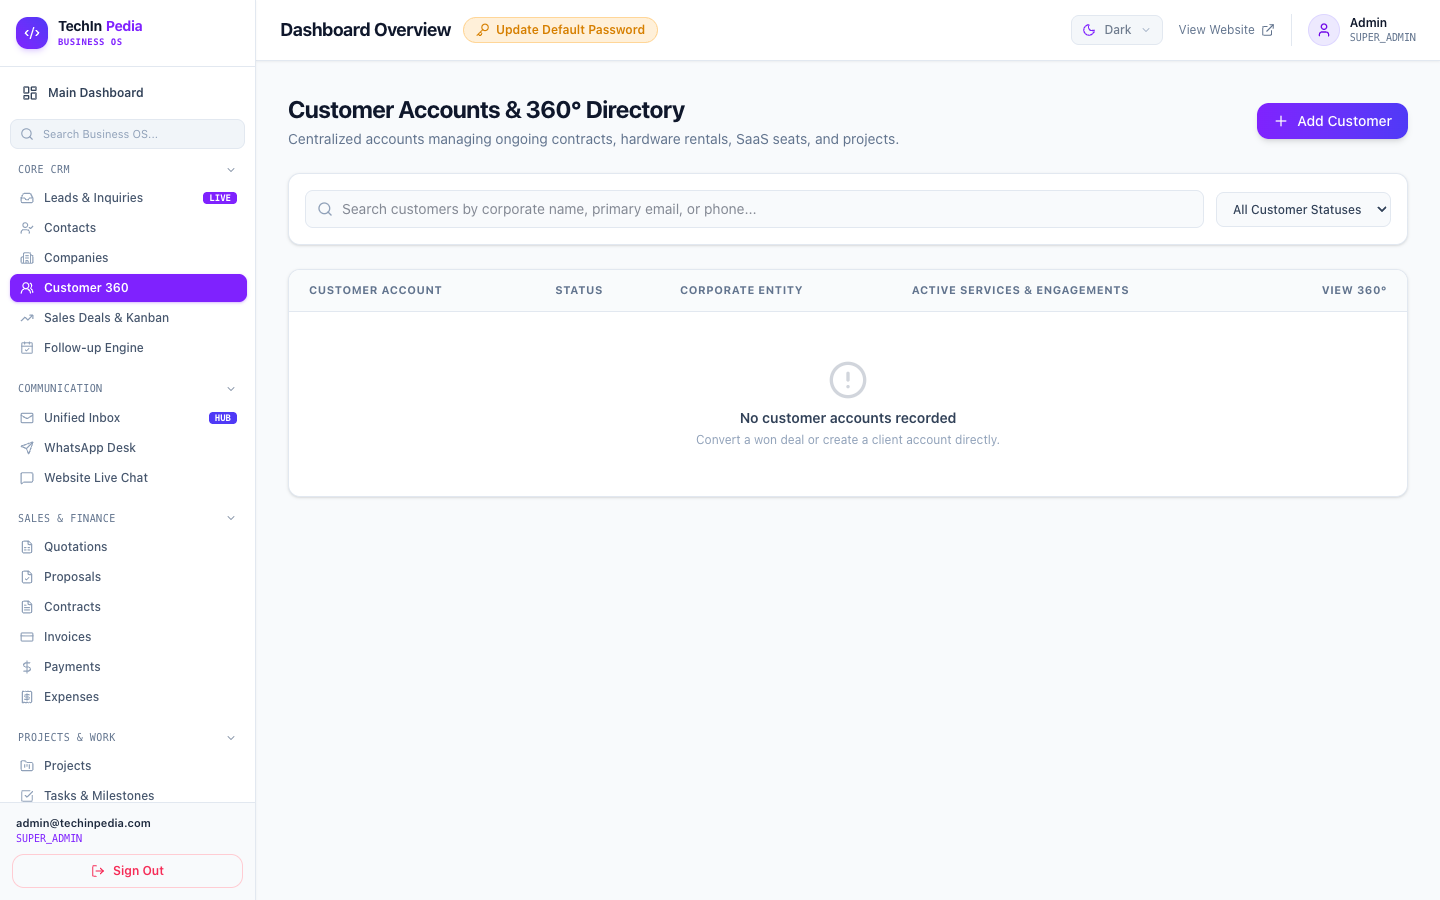 TechIn Pedia
BUSINESS OS
Main Dashboard
Search Business OS...
CORE CRM
Leads & Inquiries
LIVE
Contacts
Companies
Customer 360
Sales Deals & Kanban
Follow-up Engine
COMMUNICATION
Unified Inbox
HUB
WhatsApp Desk
Website Live Chat
SALES & FINANCE
Quotations
Proposals
Contracts
Invoices
Payments
Expenses
PROJECTS & WORK
Projects
Tasks & Milestones
admin@techinpedia.com
SUPER_ADMIN
Sign Out
Dashboard Overview
Update Default Password
Dark
View Website
Admin
SUPER_ADMIN
Customer Accounts & 360° Directory
Centralized accounts managing ongoing contracts, hardware rentals, SaaS seats, and projects.
Add Customer
Search customers by corporate name, primary email, or phone...
All Customer Statuses
CUSTOMER ACCOUNT STATUS CORPORATE ENTITY ACTIVE SERVICES & ENGAGEMENTS VIEW 360°
No customer accounts recorded
Convert a won deal or create a client account directly.